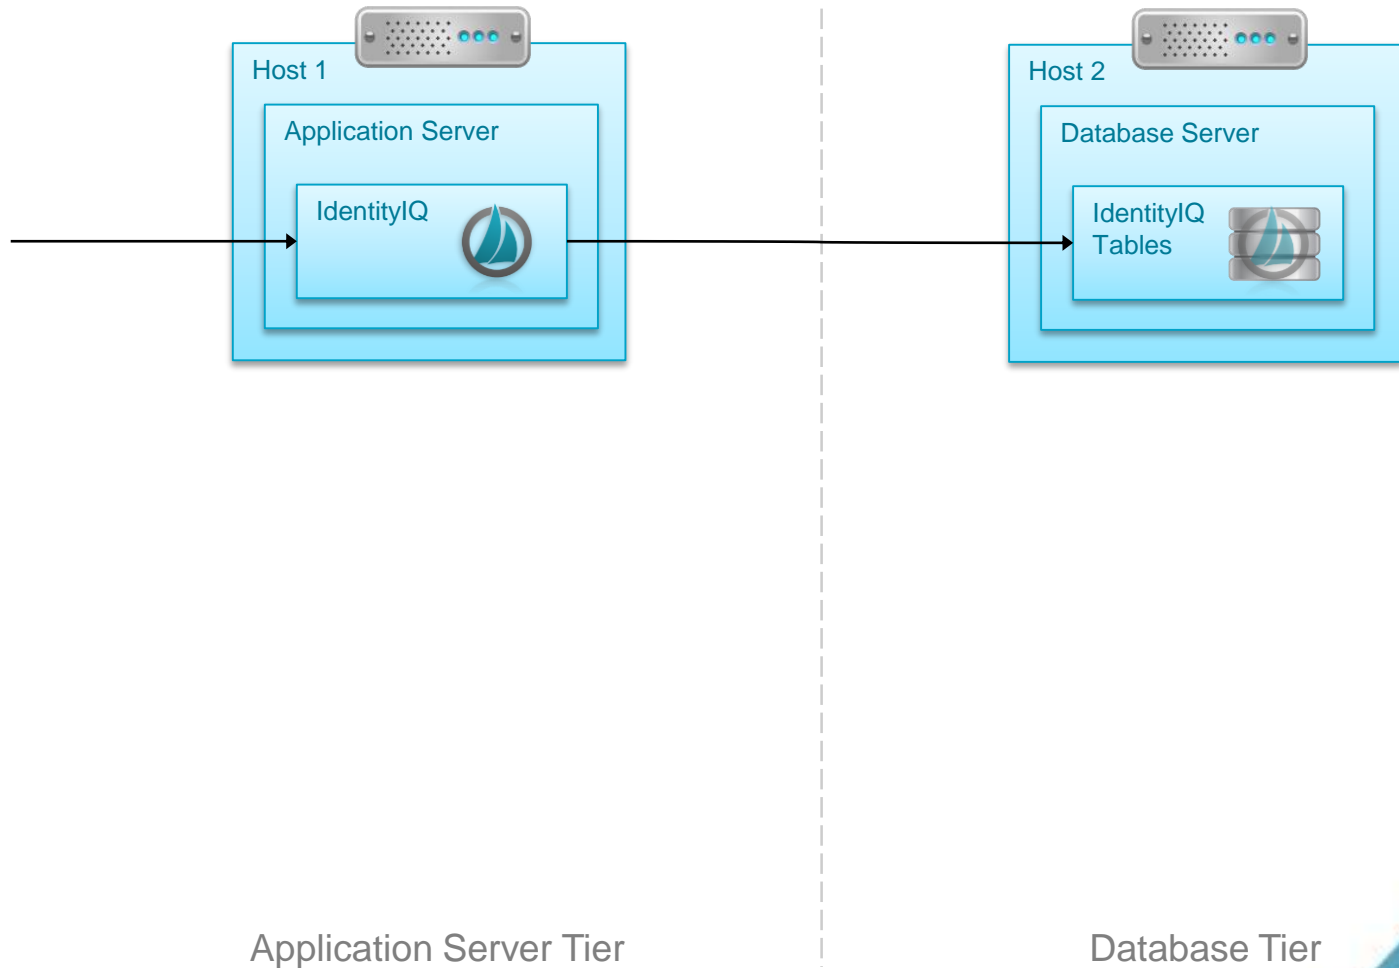 Host 1
Application Server
IdentityIQ
Host 2
Database Server
IdentityIQ
Tables
Application Server Tier
Database Tier